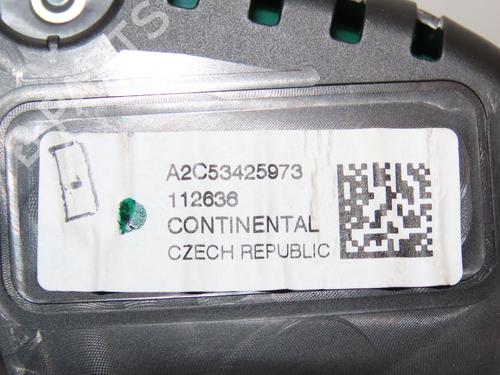 A2C53425973
112636
CONTINENTAL
CZECH REPUBLIC